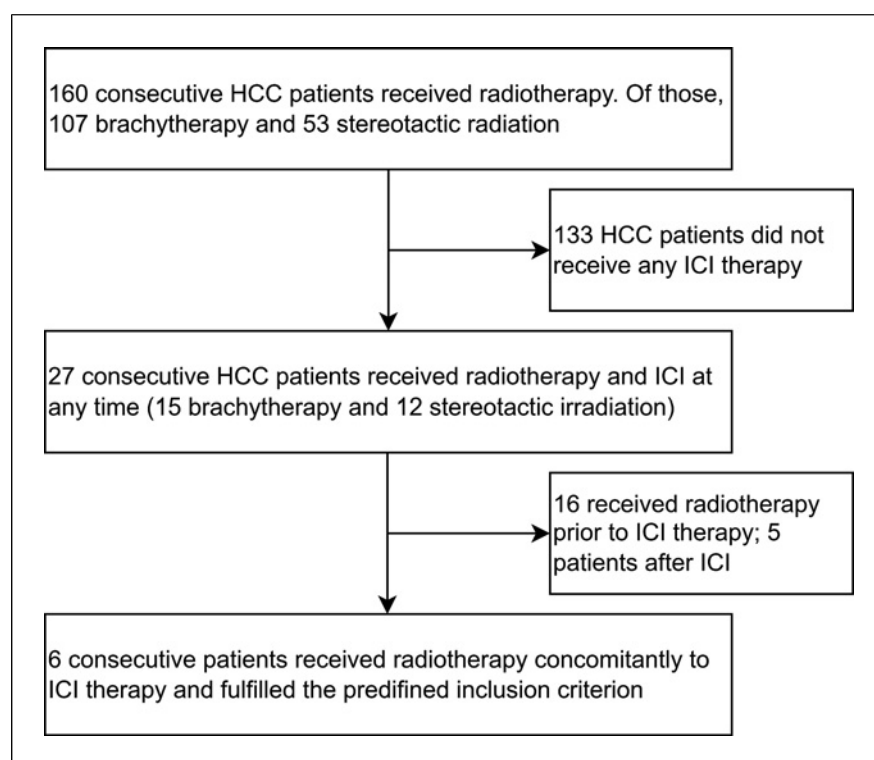 160 consecutive HCC patients received radiotherapy. Of those,
107 brachytherapy and 53 stereotactic radiation
133 HCC patients did not
receive any ICI therapy
27 consecutive HCC patients received radiotherapy and ICI at
any time (15 brachytherapy and 12 stereotactic irradiation)
16 received radiotherapy
prior to ICI therapy; 5
patients after ICI
6 consecutive patients received radiotherapy concomitantly to
ICI therapy and fulfilled the predifined inclusion criterion